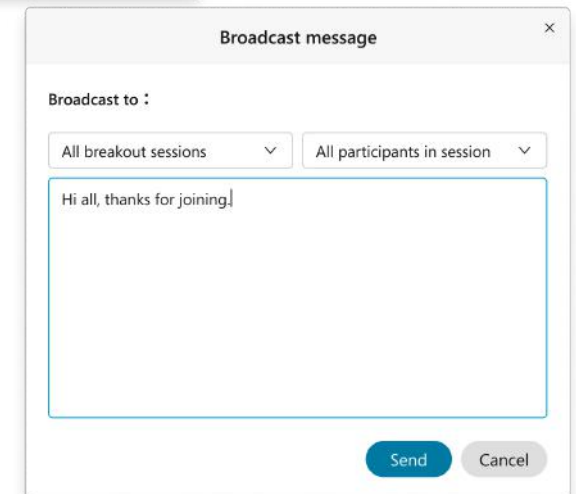 Broadcast message
Broadcast to :
All breakout sessions
All participants in session
Hi all, thanks for joining.
Send
Cancel